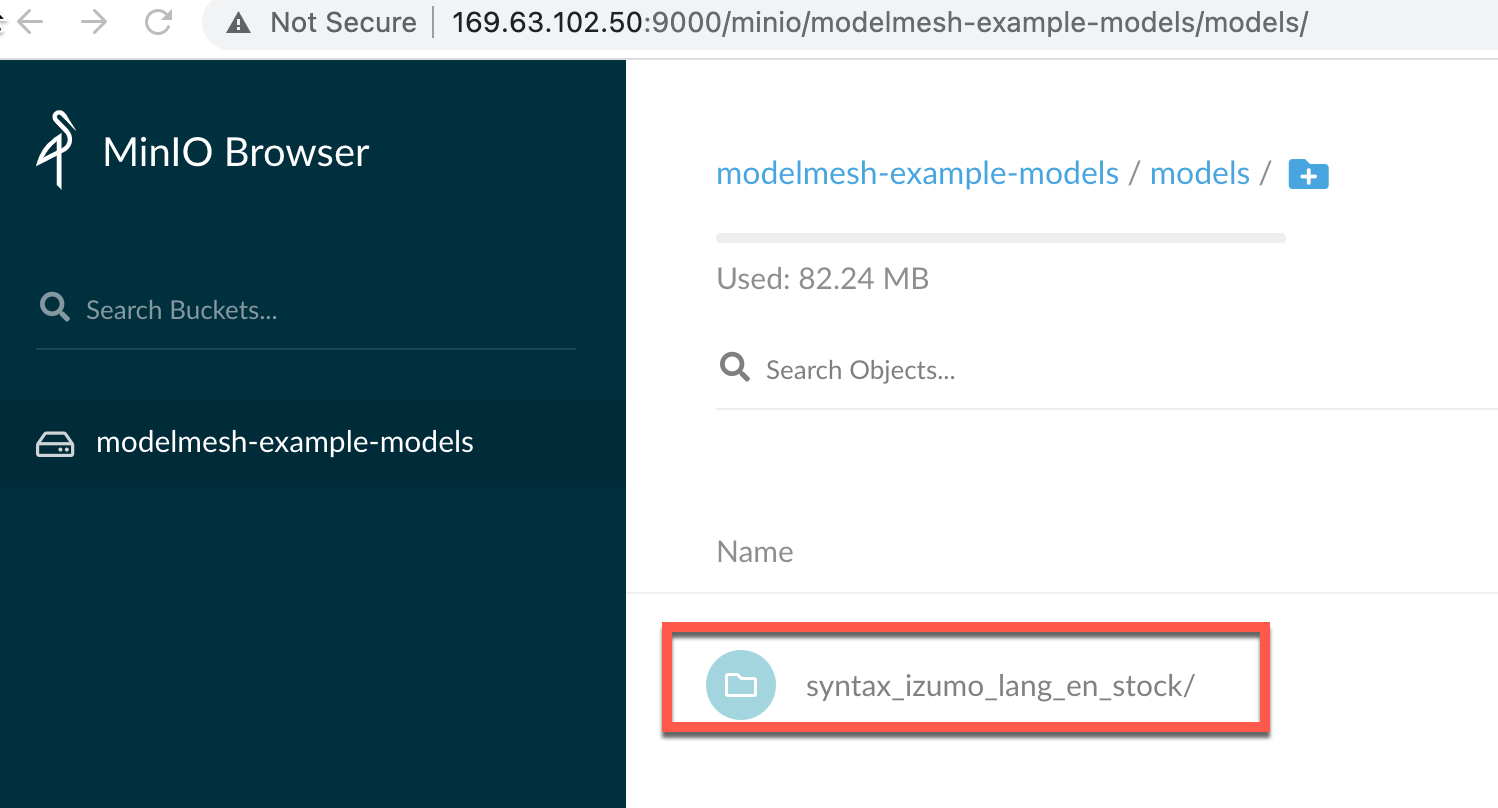 Not Secure 169.63.102.50:9000/minio/modelmesh-example-models/models/
MinIO Browser
Search Buckets...
modelmesh-example-models
modelmesh-example-models / models /
Used: 82.24 MB
Search Objects...
Name
syntax_izumo_lang_en_stock/